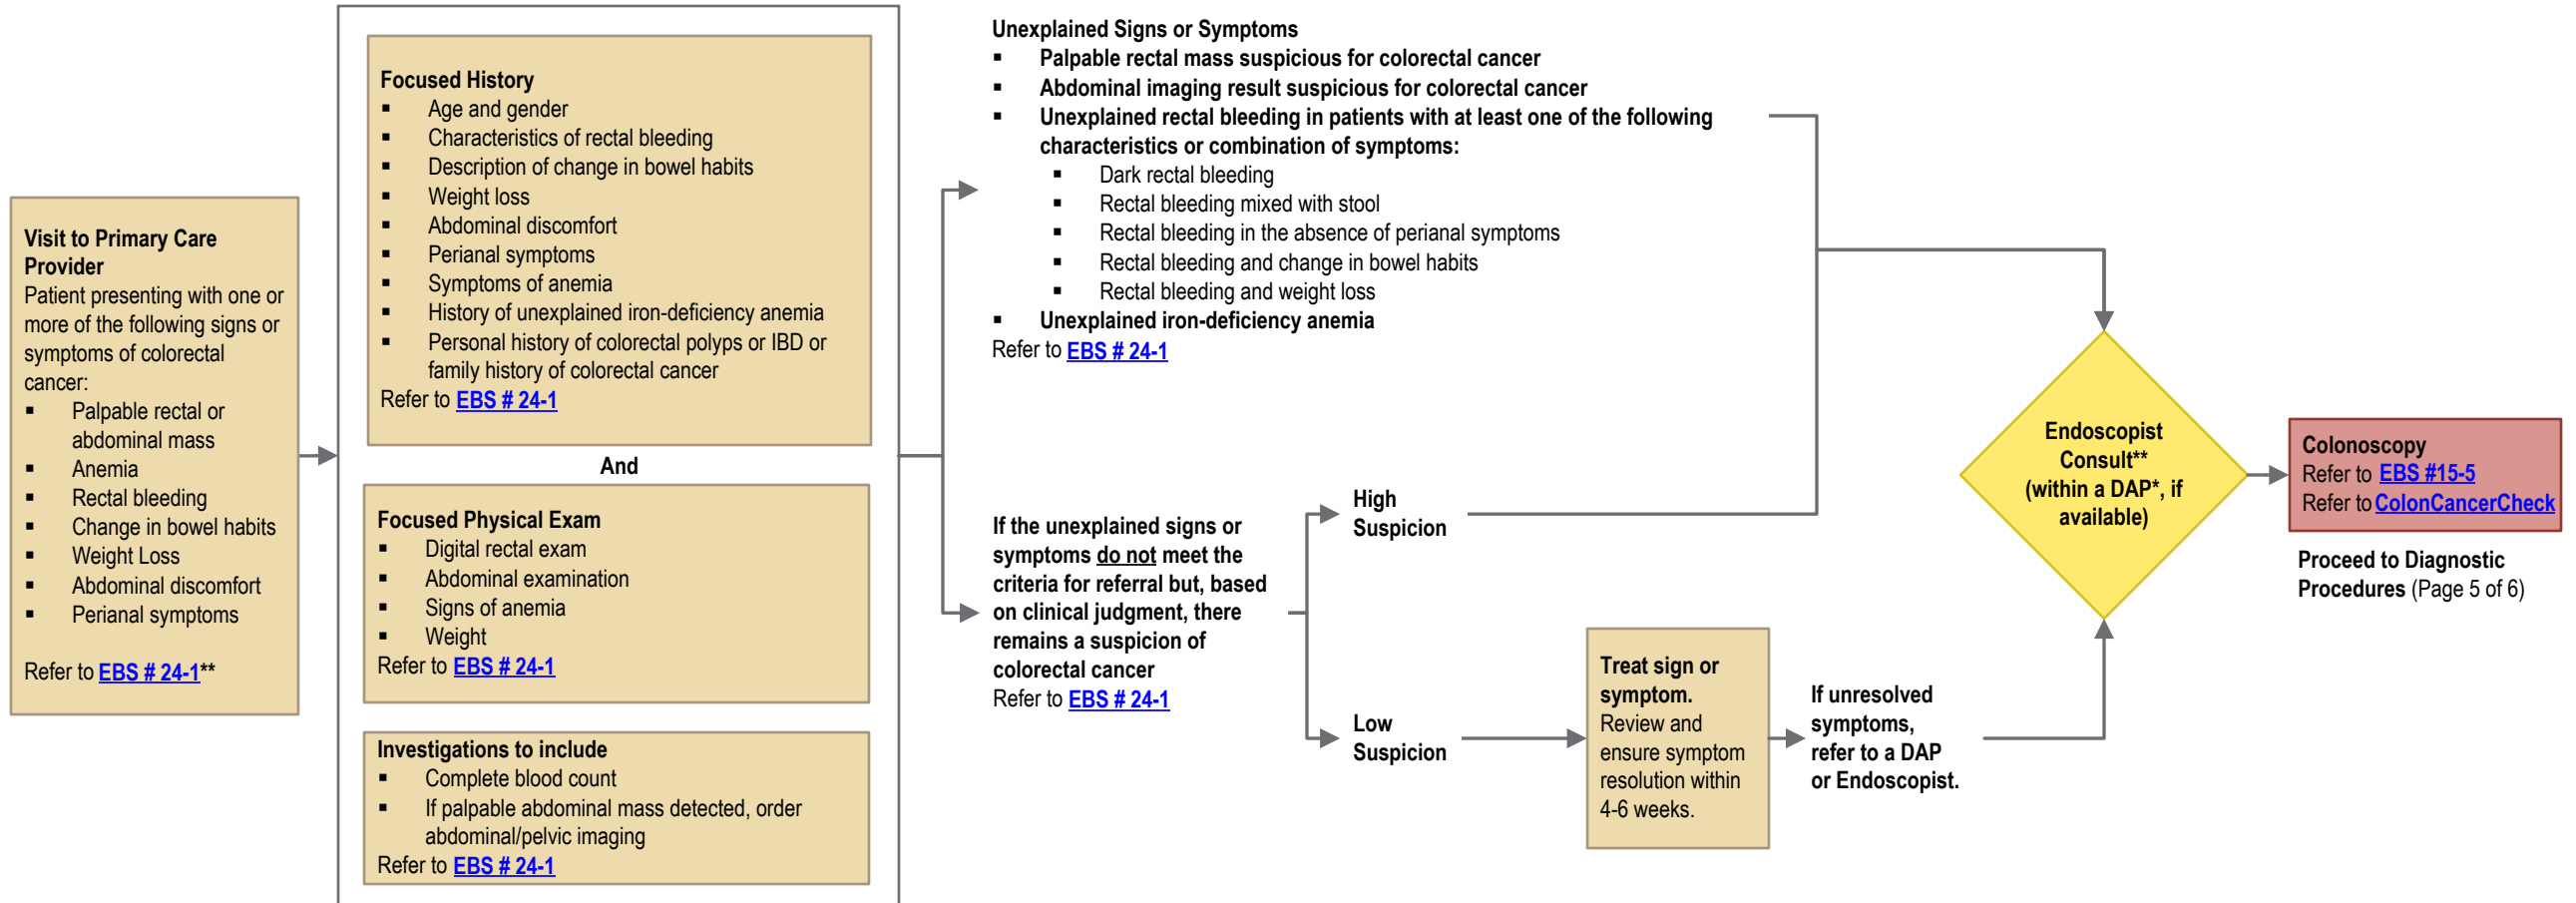 Visit to Primary Care
Provider
Patient presenting with one or
more of the following signs or
symptoms of colorectal
cancer:
▪ Palpable rectal or
abdominal mass
▪ Anemia
▪ Rectal bleeding
▪ Change in bowel habits
▪ Weight Loss
▪ Abdominal discomfort
▪ Perianal symptoms
Refer to EBS # 24-1**
Focused History
▪ Age and gender
▪ Characteristics of rectal bleeding
▪ Description of change in bowel habits
▪ Weight loss
▪ Abdominal discomfort
▪ Perianal symptoms
▪ Symptoms of anemia
▪ History of unexplained iron-deficiency anemia
▪ Personal history of colorectal polyps or IBD or
family history of colorectal cancer
Refer to EBS # 24-1
And
Focused Physical Exam
▪ Digital rectal exam
▪ Abdominal examination
▪ Signs of anemia
▪ Weight
Refer to EBS # 24-1
Investigations to include
▪ Complete blood count
▪ If palpable abdominal mass detected, order
abdominal/pelvic imaging
Refer to EBS # 24-1
Unexplained Signs or Symptoms
▪ Palpable rectal mass suspicious for colorectal cancer
▪ Abdominal imaging result suspicious for colorectal cancer
▪ Unexplained rectal bleeding in patients with at least one of the following
characteristics or combination of symptoms:
▪ Dark rectal bleeding
▪ Rectal bleeding mixed with stool
▪ Rectal bleeding in the absence of perianal symptoms
▪ Rectal bleeding and change in bowel habits
▪ Rectal bleeding and weight loss
▪ Unexplained iron-deficiency anemia
Refer to EBS # 24-1
If the unexplained signs or
symptoms do not meet the
criteria for referral but, based
on clinical judgment, there
remains a suspicion of
colorectal cancer
Refer to EBS # 24-1
High
Suspicion
Low
Suspicion
Treat sign or
symptom.
Review and
ensure symptom
resolution within
4-6 weeks.
If unresolved
symptoms,
refer to a DAP
or Endoscopist.
Endoscopist
Consult**
(within a DAP*, if
available)
Colonoscopy
Refer to EBS #15-5
Refer to ColonCancerCheck
Proceed to Diagnostic
Procedures (Page 5 of 6)